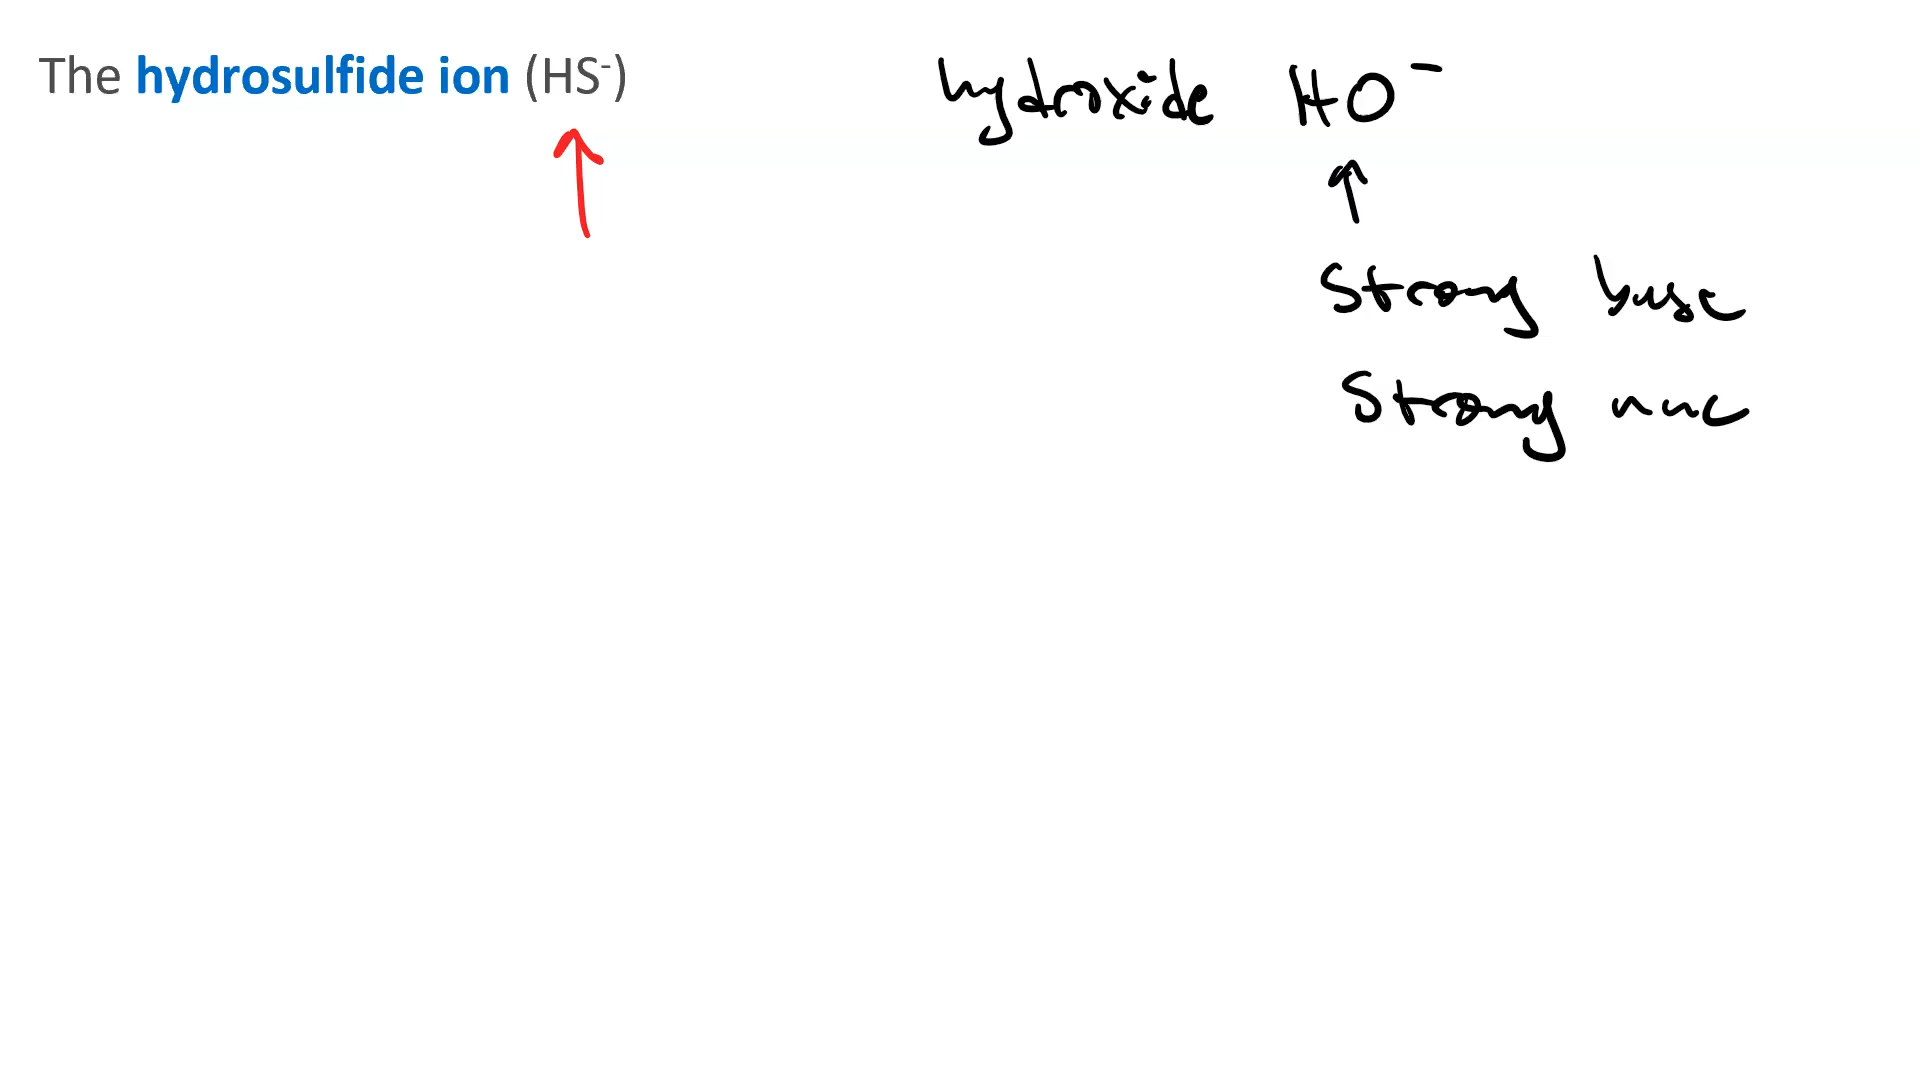 The hydrosulfide ion (HS⁻)
hydroxide HO⁻
Strong base
Strong nuc